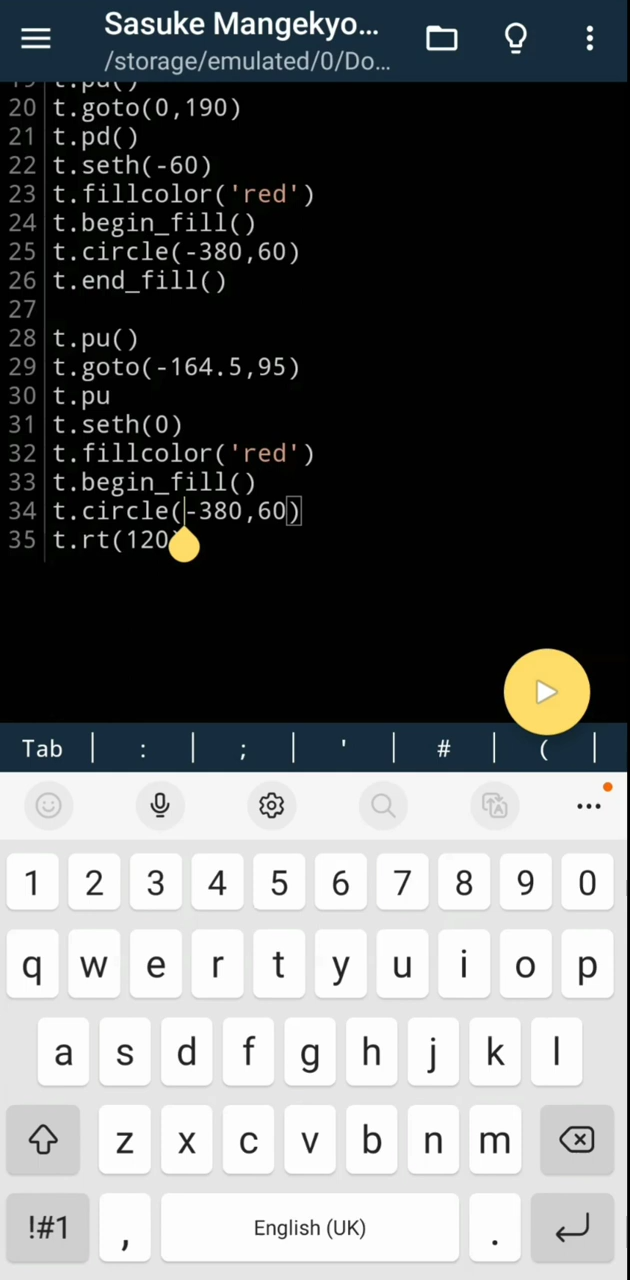 Sasuke Mangekyo...
/storage/emulated/0/Do...
20 t.goto(0,190)
21 t.pd()
22 t.seth(-60)
23 t.fillcolor('red')
24 t.begin_fill()
25 t.circle(-380,60)
26 t.end_fill()
27
28 t.pu()
29 t.goto(-164.5,95)
30 t.pu
31 t.seth(0)
32 t.fillcolor('red')
33 t.begin_fill()
34 t.circle(-380,60)
35 t.rt(120
Tab | : | ; | ' | # | ( |
1 2 3 4 5 6 7 8 9 0
q w e r t y u i o p
a s d f g h j k l
z x c v b n m
!#1 , English (UK) .